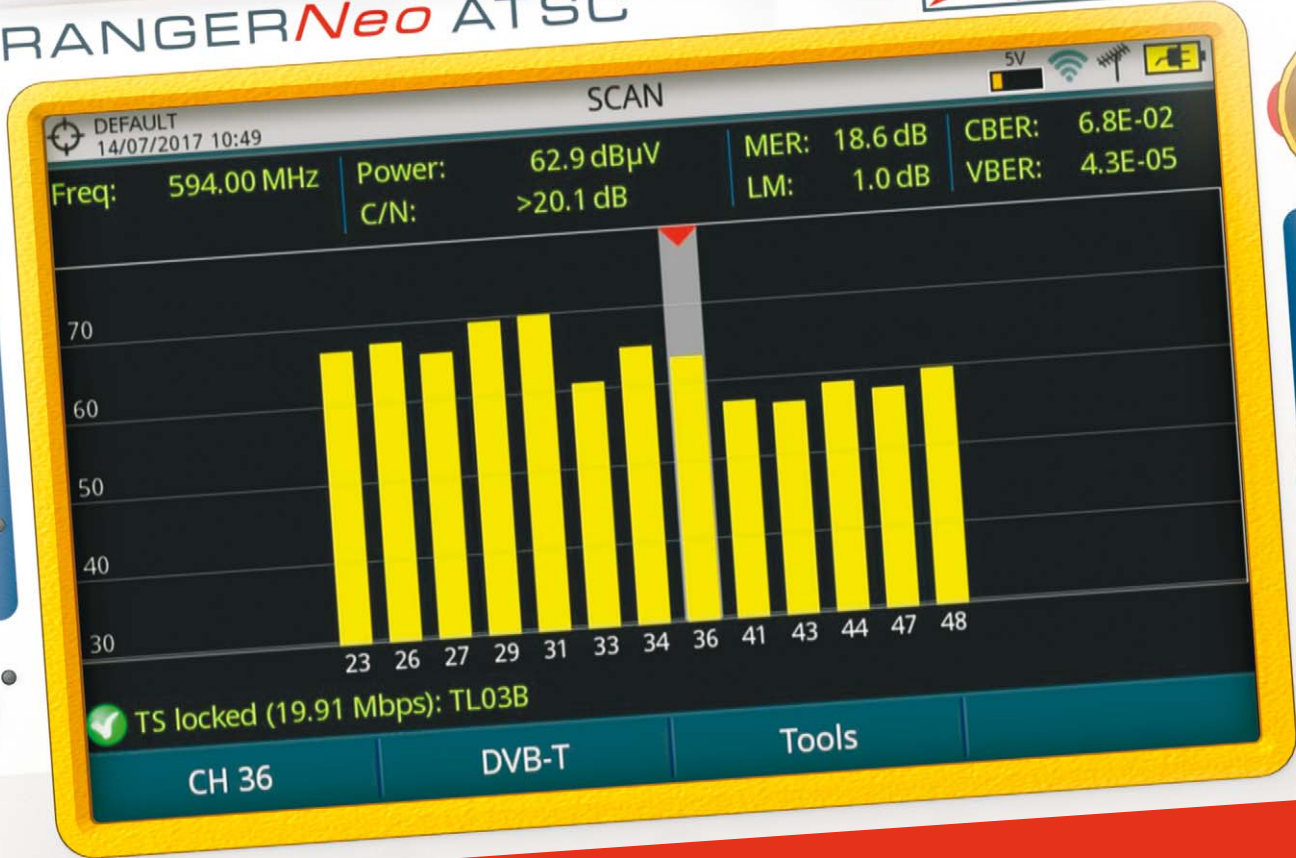 RANGERNeo ATSC
DEFAULT
14/07/2017 10:49
SCAN
5V
Freq: 594.00 MHz
Power: 62.9 dBµV
C/N: >20.1 dB
MER: 18.6 dB
LM: 1.0 dB
CBER: 6.8E-02
VBER: 4.3E-05
70
60
50
40
30
23 26 27 29 31 33 34 36 41 43 44 47 48
TS locked (19.91 Mbps): TL03B
CH 36 DVB-T Tools